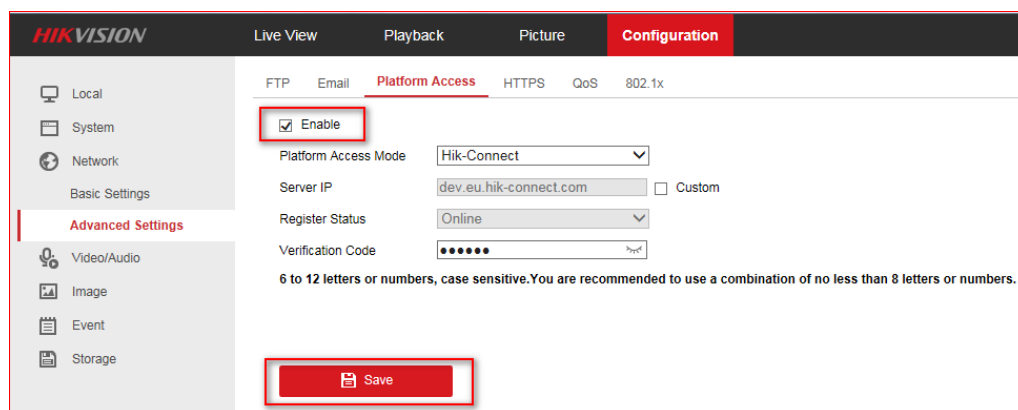 HIKVISION
Live View Playback Picture Configuration
Local
System
Network
Basic Settings
Advanced Settings
Video/Audio
Image
Event
Storage
FTP Email Platform Access HTTPS QoS 802.1x
Enable
Platform Access Mode Hik-Connect
Server IP dev.eu.hik-connect.com Custom
Register Status Online
Verification Code ●●●●●●
6 to 12 letters or numbers, case sensitive.You are recommended to use a combination of no less than 8 letters or numbers.
Save